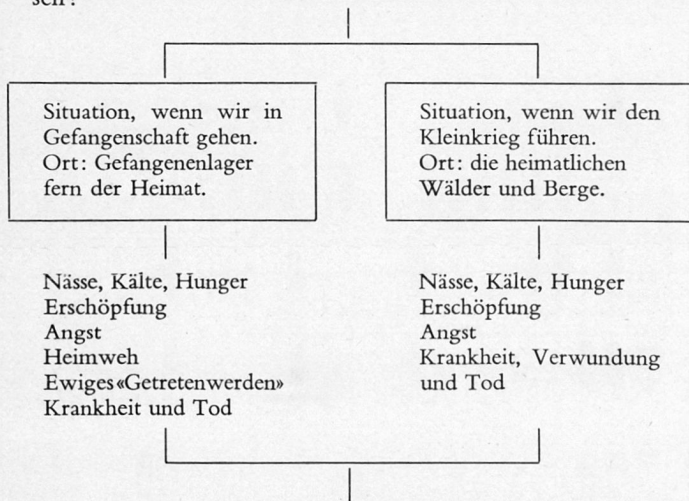 Situation, wenn wir in
Gefangenschaft gehen.
Ort: Gefangenenlager
fern der Heimat.
Situation, wenn wir den
Kleinkrieg führen.
Ort: die heimatlichen
Wälder und Berge.
Nässe, Kälte, Hunger
Erschöpfung
Angst
Heimweh
Ewiges «Getretenwerden»
Krankheit und Tod
Nässe, Kälte, Hunger
Erschöpfung
Angst
Krankheit, Verwundung
und Tod